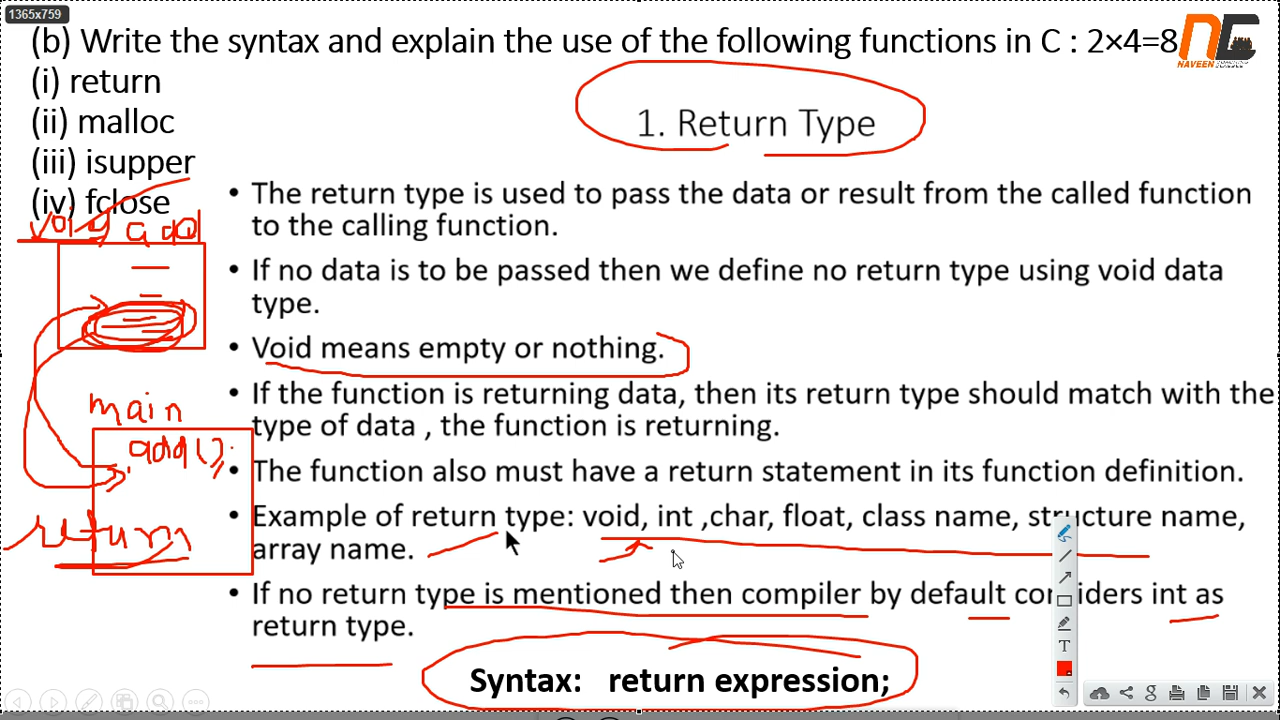 1365x759
(b) Write the syntax and explain the use of the following functions in C : 2×4=8
NC
NAVEEN
(i) return
(ii) malloc
(iii) isupper
(iv) fclose
1. Return Type
• The return type is used to pass the data or result from the called function
to the calling function.
• If no data is to be passed then we define no return type using void data
type.
• Void means empty or nothing.
• If the function is returning data, then its return type should match with the
type of data , the function is returning.
• The function also must have a return statement in its function definition.
• Example of return type: void, int ,char, float, class name, structure name,
array name.
• If no return type is mentioned then compiler by default considers int as
return type.
Syntax: return expression;
void add
main
add();
return
T
g